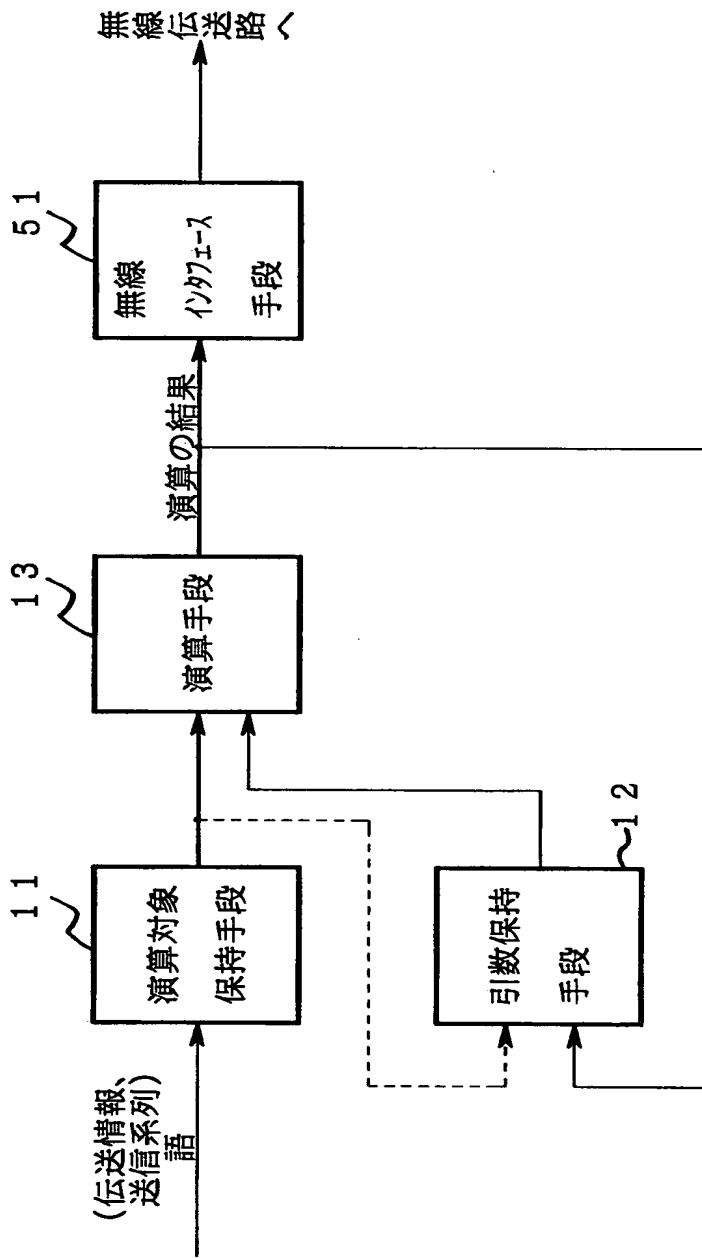 (伝送情報、
送信系列)
語
11
演算対象
保持手段
13
演算手段
演算の結果
51
無線
インタフェース
手段
無線伝送路へ
12
引数保持
手段